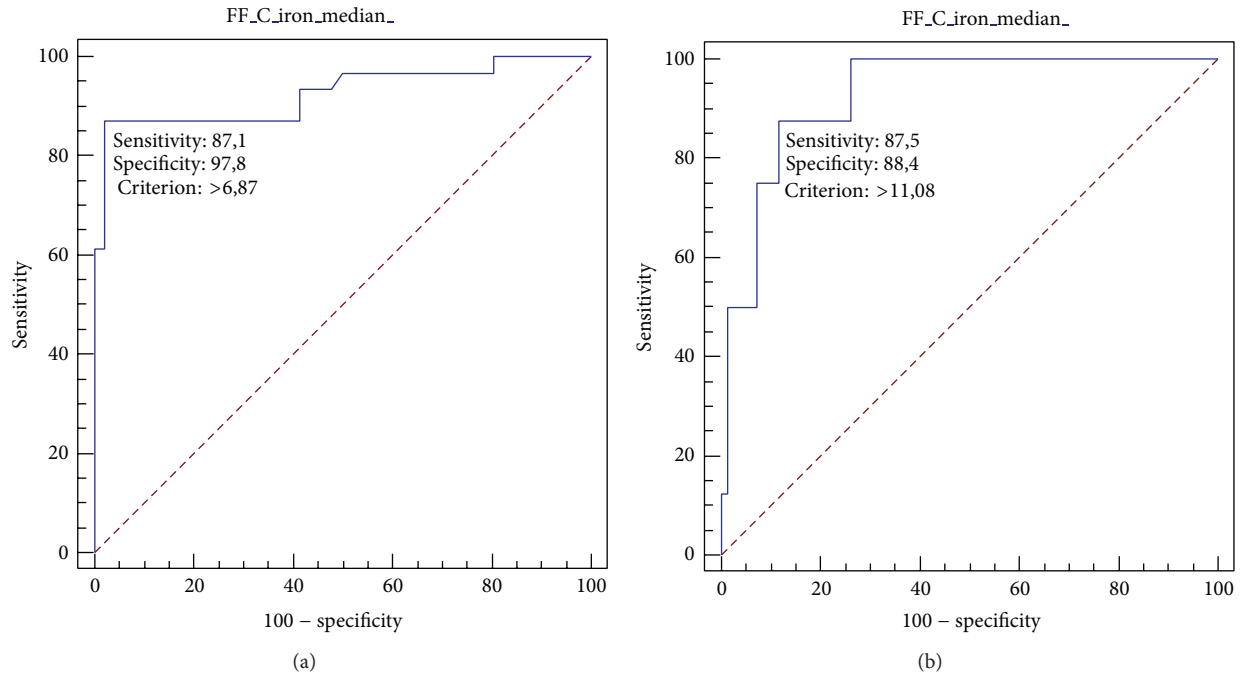 FF_C_iron_median_
100
80
60
40
20
0
Sensitivity
Sensitivity: 87,1
Specificity: 97,8
Criterion: >6,87
0 20 40 60 80 100
100 − specificity
(a)
FF_C_iron_median_
100
80
60
40
20
0
Sensitivity
Sensitivity: 87,5
Specificity: 88,4
Criterion: >11,08
0 20 40 60 80 100
100 − specificity
(b)